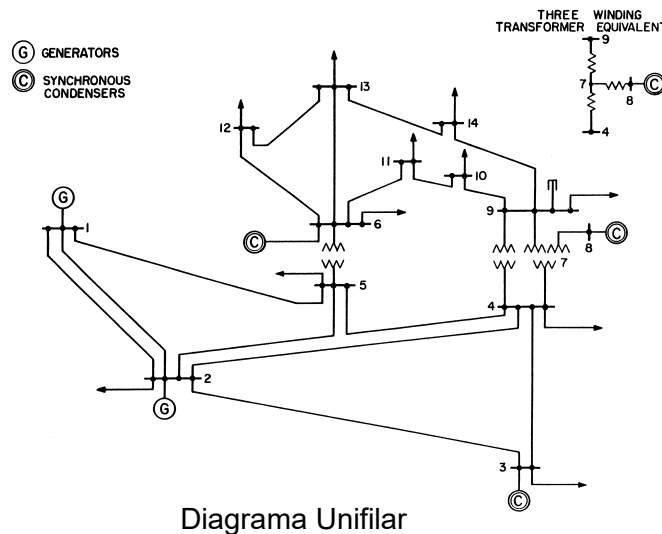 THREE WINDING
TRANSFORMER EQUIVALENT
9
7
8
C
4
G GENERATORS
C SYNCHRONOUS
CONDENSERS
13
12
14
11
10
G
1
C
6
9
8
C
7
5
4
2
G
3
C
Diagrama Unifilar